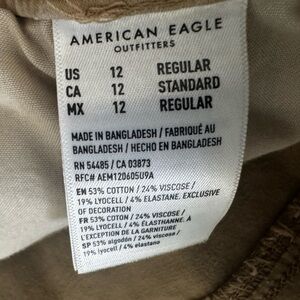 AMERICAN EAGLE
OUTFITTERS
US 12 REGULAR
CA 12 STANDARD
MX 12 REGULAR
MADE IN BANGLADESH / FABRIQUÉ AU
BANGLADESH / HECHO EN BANGLADESH
RN 54485 / CA 03873
RFC# AEM120605U9A
EN 53% COTTON / 24% VISCOSE /
19% LYOCELL / 4% ELASTANE. EXCLUSIVE
OF DECORATION
FR 53% COTON / 24% VISCOSE /
19% LYOCELL / 4% ÉLASTHANNE. À
L'EXCEPTION DE LA GARNITURE
SP 53% algodón / 24% viscosa /
19% lyocell / 4% elastano